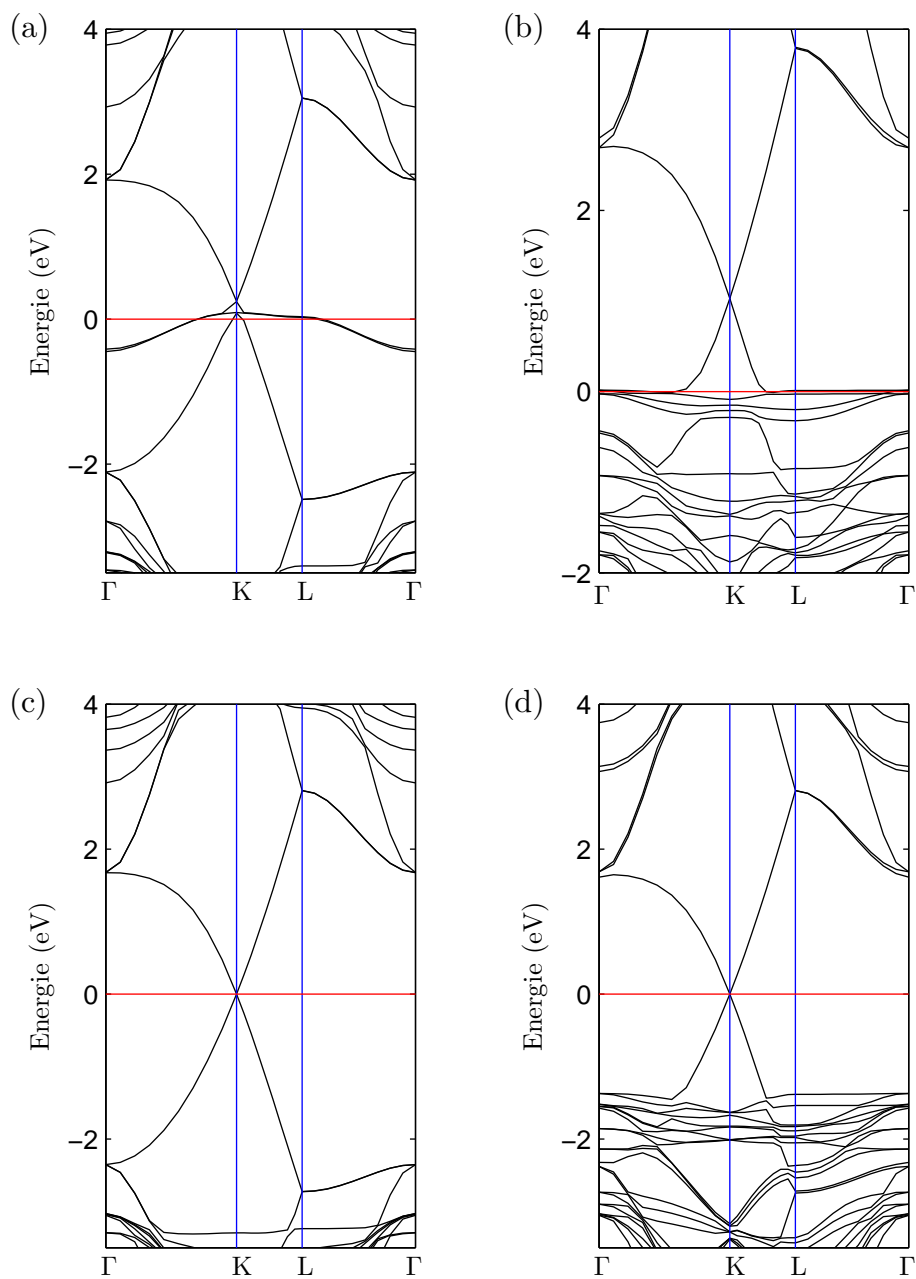 (a)
4
2
0
−2
Energie (eV)
Γ K L Γ
(b)
4
2
0
−2
Energie (eV)
Γ K L Γ
(c)
4
2
0
−2
Energie (eV)
Γ K L Γ
(d)
4
2
0
−2
Energie (eV)
Γ K L Γ